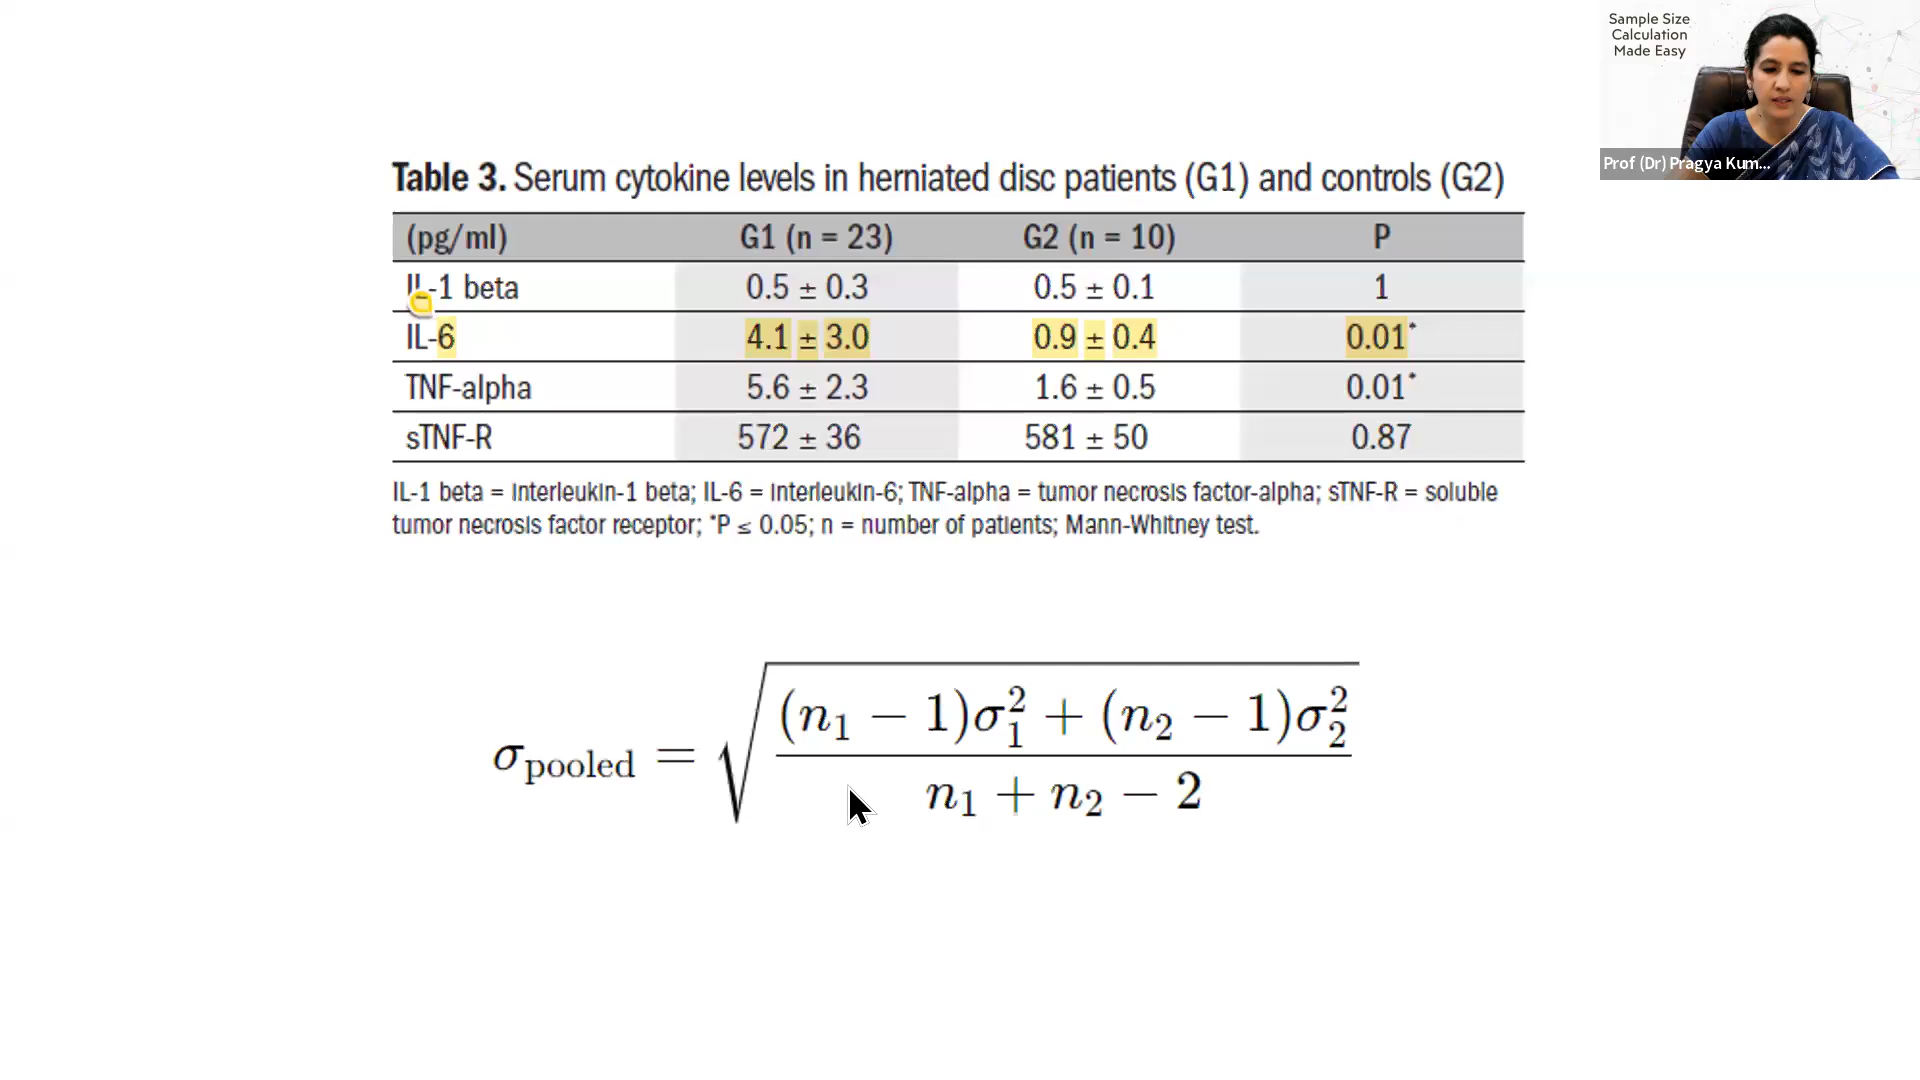 Sample Size
Calculation
Made Easy
Prof (Dr) Pragya Kum...
Table 3. Serum cytokine levels in herniated disc patients (G1) and controls (G2)
(pg/ml) G1 (n = 23) G2 (n = 10) P
IL-1 beta 0.5 ± 0.3 0.5 ± 0.1 1
IL-6 4.1 ± 3.0 0.9 ± 0.4 0.01*
TNF-alpha 5.6 ± 2.3 1.6 ± 0.5 0.01*
sTNF-R 572 ± 36 581 ± 50 0.87
IL-1 beta = interleukin-1 beta; IL-6 = interleukin-6; TNF-alpha = tumor necrosis factor-alpha; sTNF-R = soluble
tumor necrosis factor receptor; *P ≤ 0.05; n = number of patients; Mann-Whitney test.
σ_pooled = √(((n₁ − 1)σ₁² + (n₂ − 1)σ₂²) / (n₁ + n₂ − 2))